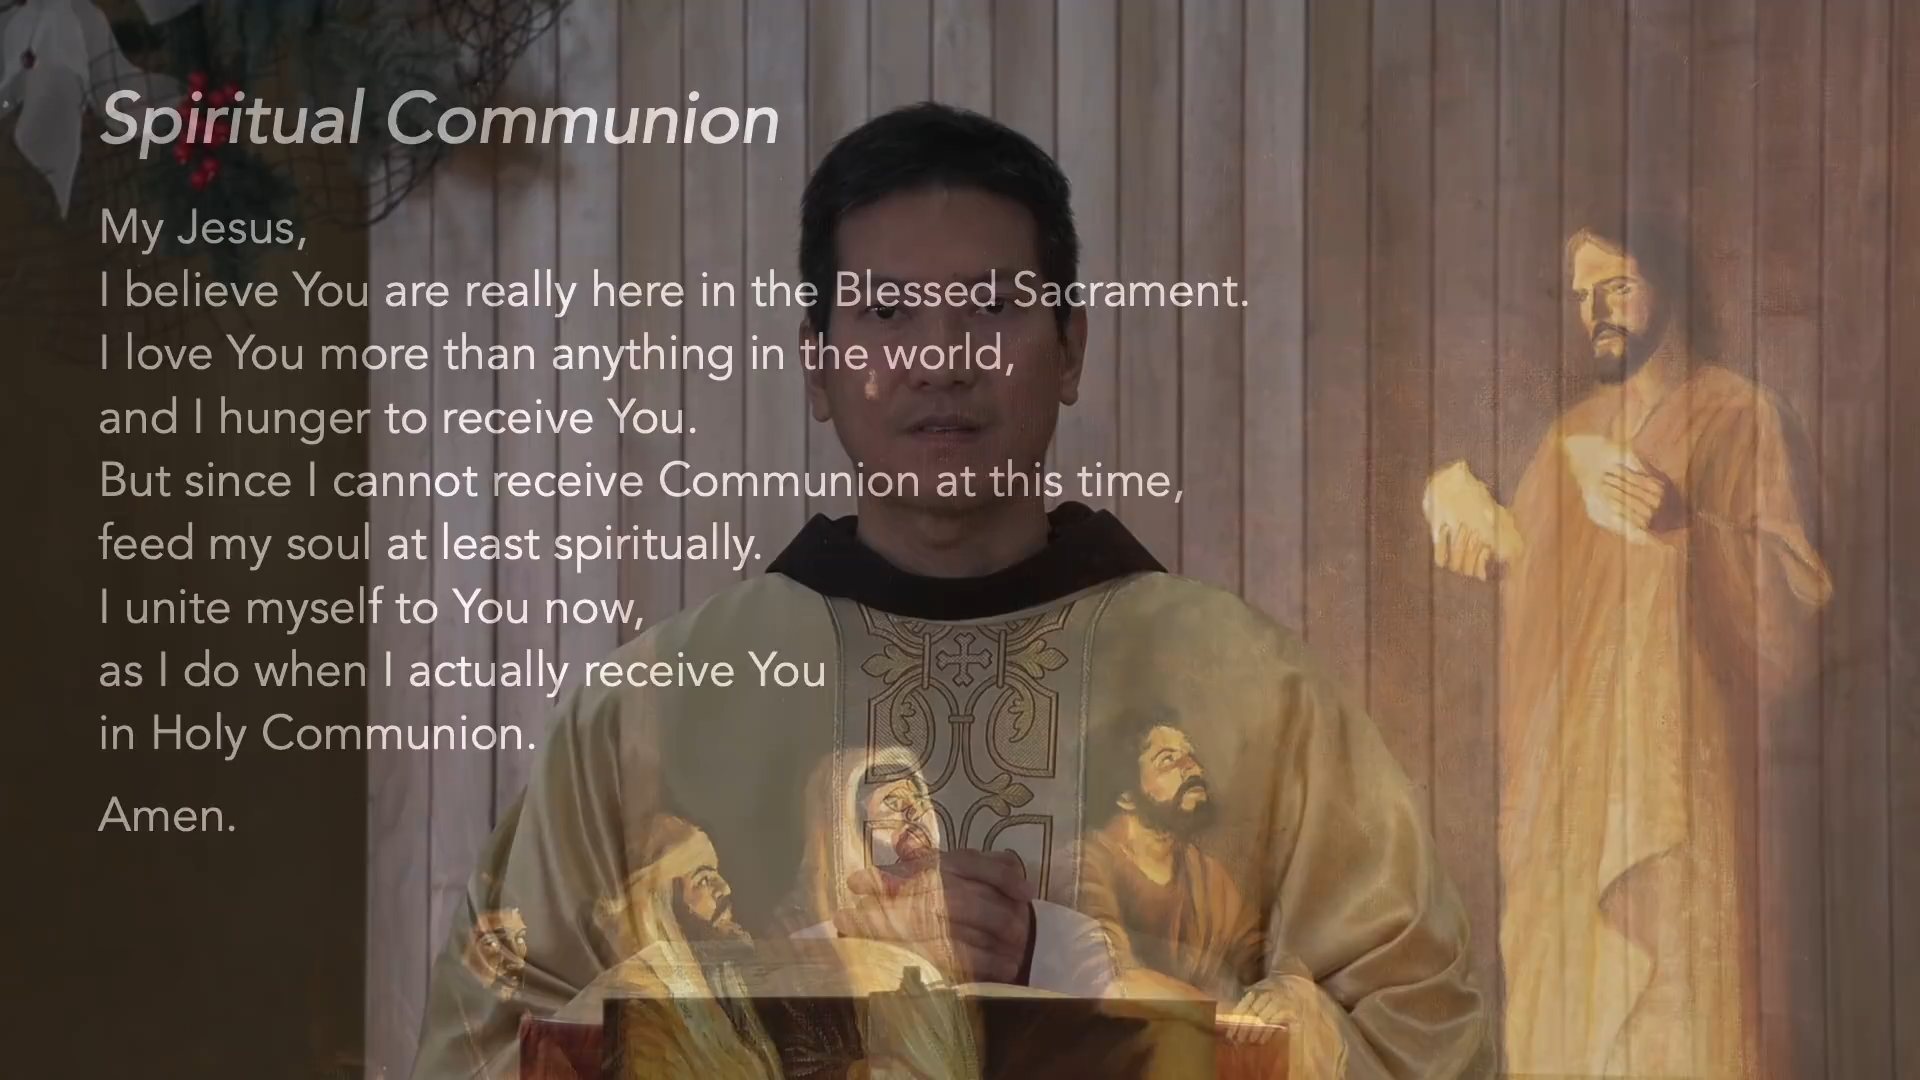 Spiritual Communion
My Jesus,
I believe You are really here in the Blessed Sacrament.
I love You more than anything in the world,
and I hunger to receive You.
But since I cannot receive Communion at this time,
feed my soul at least spiritually.
I unite myself to You now,
as I do when I actually receive You
in Holy Communion.
Amen.